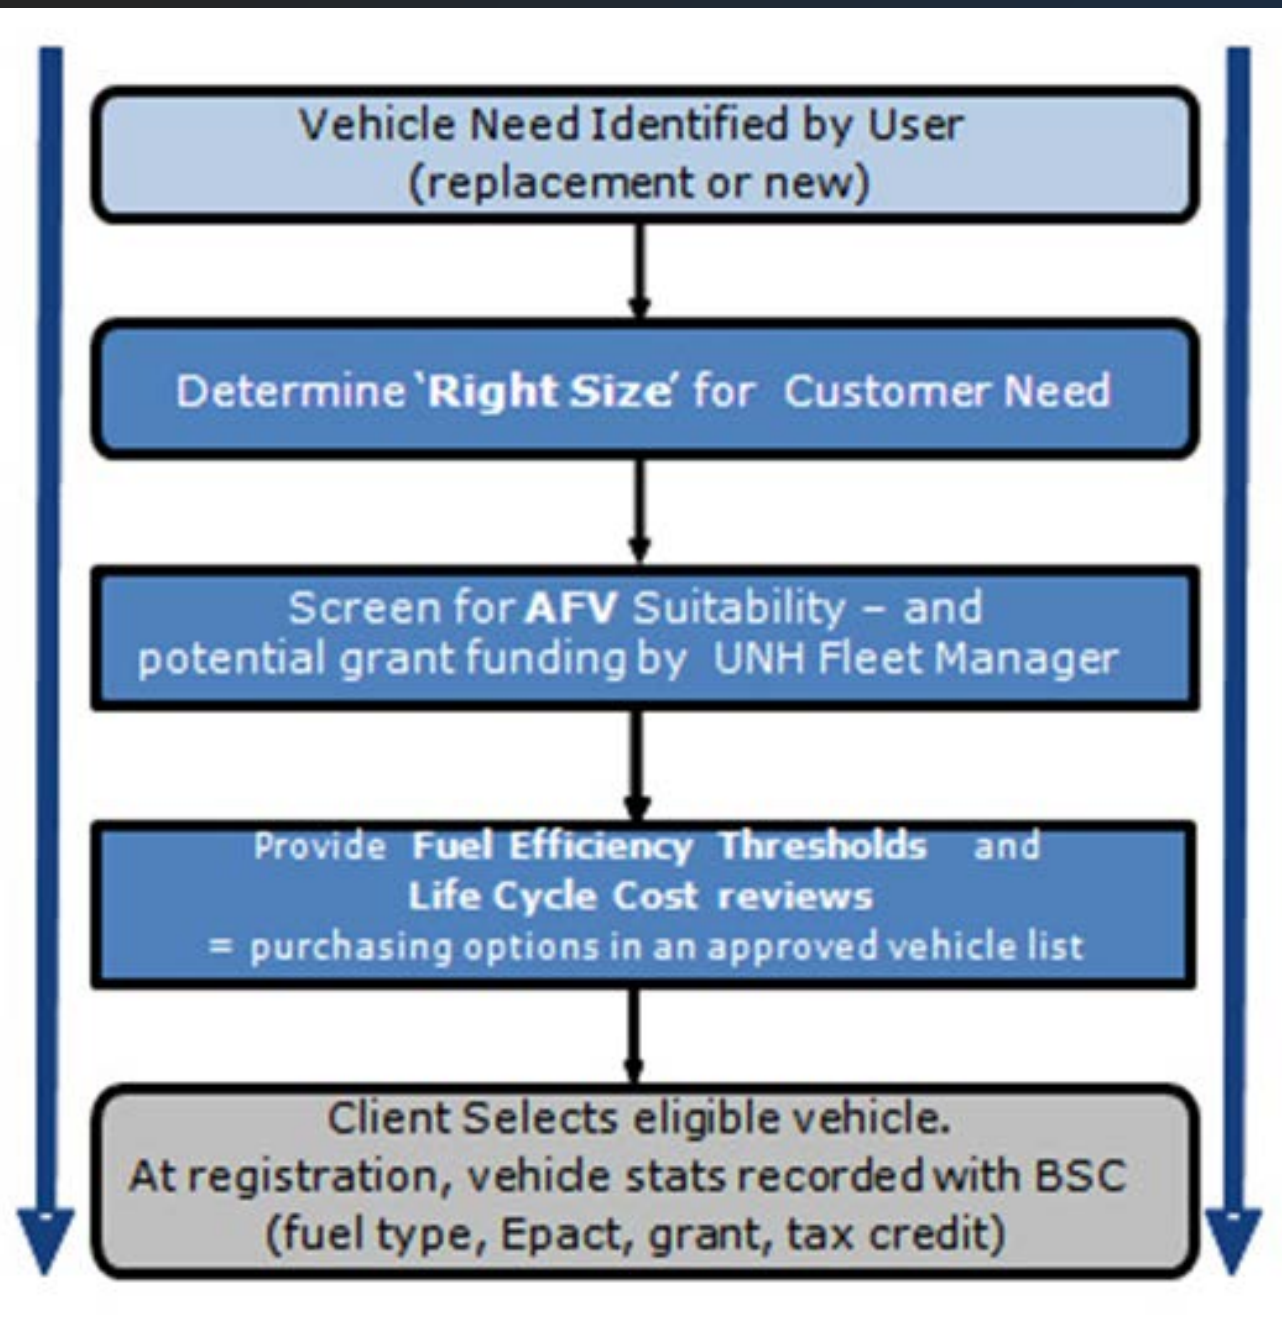 Vehicle Need Identified by User
(replacement or new)
Determine ‘Right Size’ for Customer Need
Screen for AFV Suitability – and
potential grant funding by UNH Fleet Manager
Provide Fuel Efficiency Thresholds and
Life Cycle Cost reviews
= purchasing options in an approved vehicle list
Client Selects eligible vehicle.
At registration, vehicle stats recorded with BSC
(fuel type, Epact, grant, tax credit)